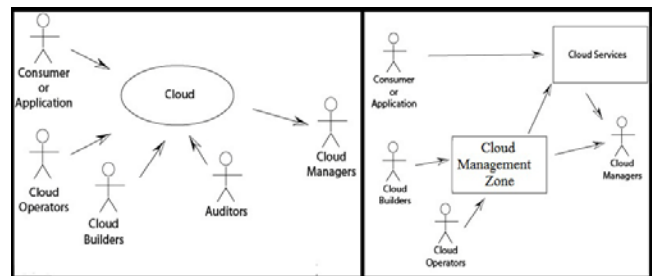 Consumer
or
Application
Cloud
Cloud
Operators
Cloud
Builders
Auditors
Cloud
Managers
Consumer
or Application
Cloud Services
Cloud
Builders
Cloud
Management
Zone
Cloud
Managers
Cloud
Operators